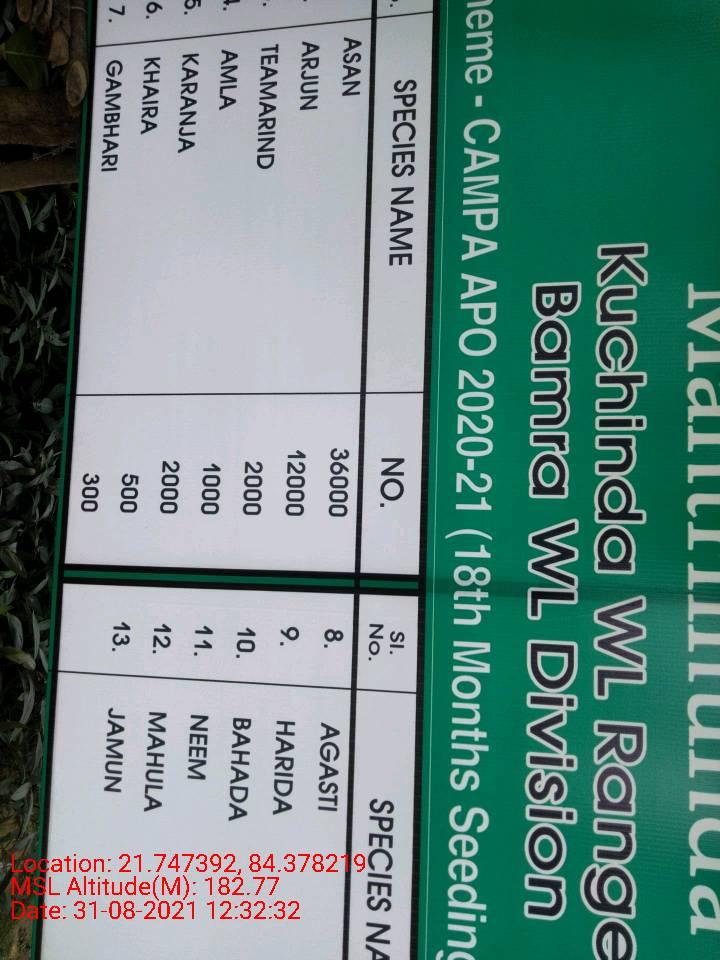 Kuchinda WL Range
Bamra WL Division
heme - CAMPA APO 2020-21 (18th Months Seeding
SPECIES NAME NO. Sl. No. SPECIES NA
ASAN 36000 8. AGASTI
ARJUN 12000 9. HARIDA
TEAMARIND 2000 10. BAHADA
4. AMLA 1000 11. NEEM
5. KARANJA 2000 12. MAHULA
6. KHAIRA 500 13. JAMUN
7. GAMBHARI 300
Location: 21.747392, 84.378219
MSL Altitude(M): 182.77
Date: 31-08-2021 12:32:32